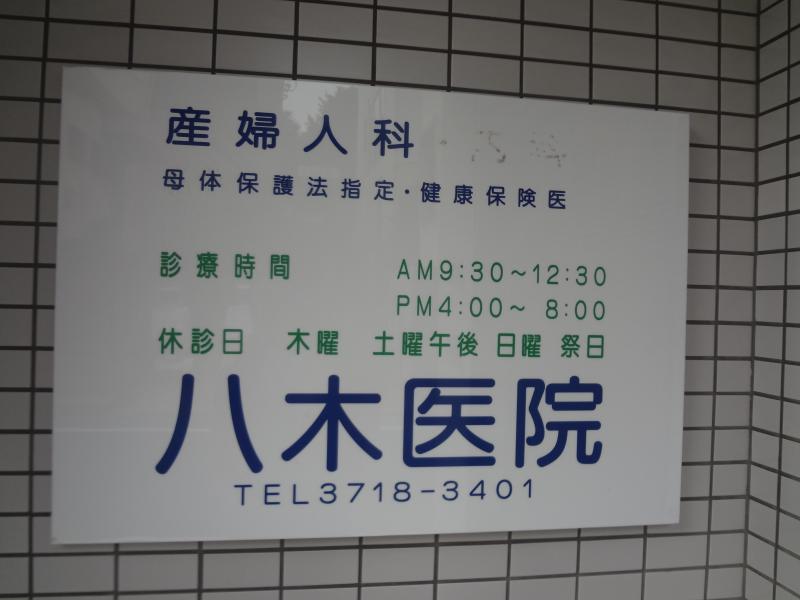 産婦人科
母体保護法指定・健康保険医
診療時間 AM9:30～12:30
PM4:00～ 8:00
休診日 木曜 土曜午後 日曜 祭日
八木医院
TEL3718-3401